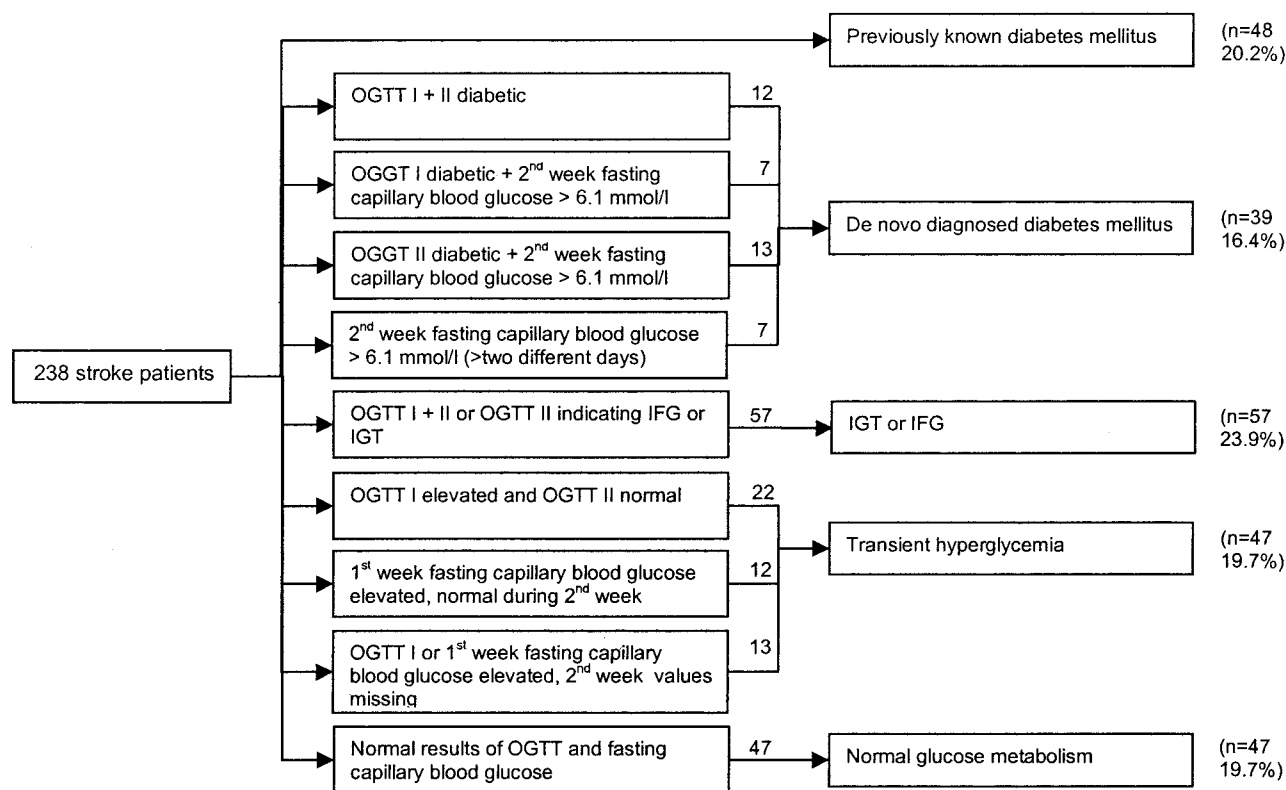 Previously known diabetes mellitus
(n=48
20.2%)
OGTT I + II diabetic
12
OGGT I diabetic + 2nd week fasting
capillary blood glucose > 6.1 mmol/l
7
OGGT II diabetic + 2nd week fasting
capillary blood glucose > 6.1 mmol/l
13
2nd week fasting capillary blood glucose
> 6.1 mmol/l (>two different days)
7
De novo diagnosed diabetes mellitus
(n=39
16.4%)
238 stroke patients
OGTT I + II or OGTT II indicating IFG or
IGT
57
IGT or IFG
(n=57
23.9%)
OGTT I elevated and OGTT II normal
22
1st week fasting capillary blood glucose
elevated, normal during 2nd week
12
OGTT I or 1st week fasting capillary
blood glucose elevated, 2nd week values
missing
13
Transient hyperglycemia
(n=47
19.7%)
Normal results of OGTT and fasting
capillary blood glucose
47
Normal glucose metabolism
(n=47
19.7%)